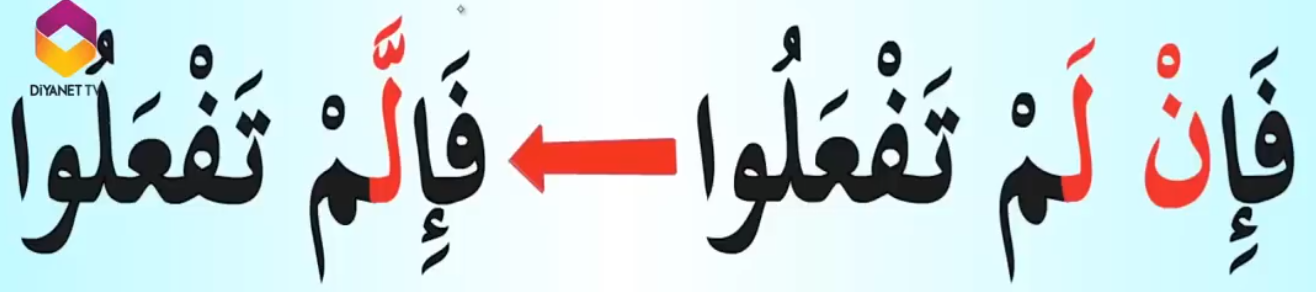 DİYANET TV
فَإِنْ لَمْ تَفْعَلُوا ← فَإِلَّمْ تَفْعَلُوا